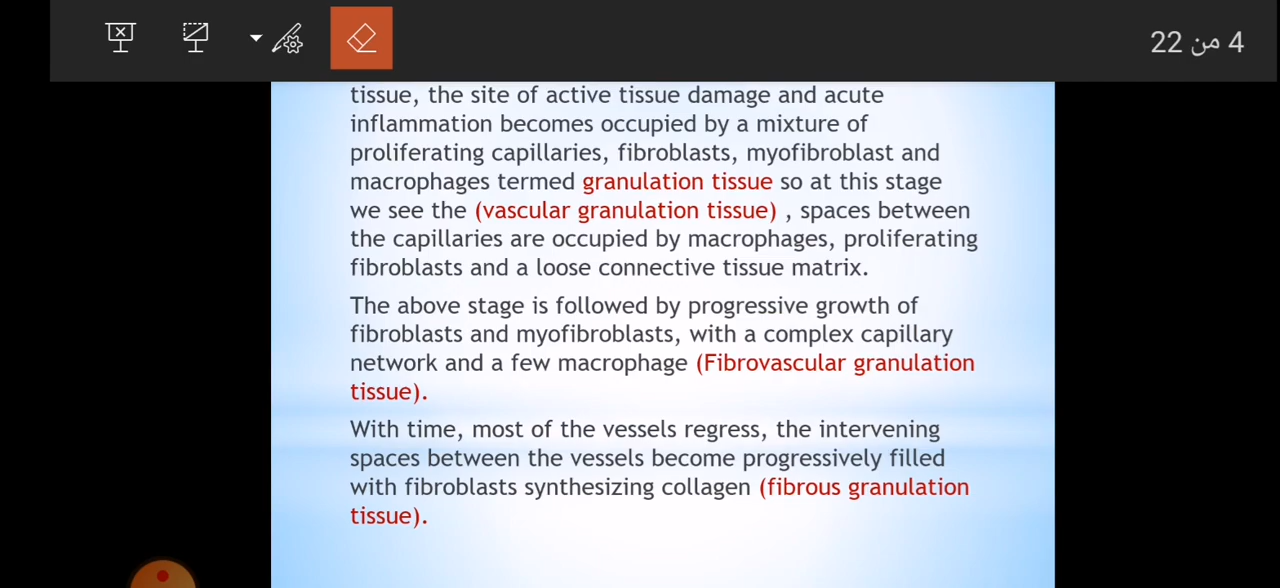 4 من 22
tissue, the site of active tissue damage and acute
inflammation becomes occupied by a mixture of
proliferating capillaries, fibroblasts, myofibroblast and
macrophages termed granulation tissue so at this stage
we see the (vascular granulation tissue) , spaces between
the capillaries are occupied by macrophages, proliferating
fibroblasts and a loose connective tissue matrix.
The above stage is followed by progressive growth of
fibroblasts and myofibroblasts, with a complex capillary
network and a few macrophage (Fibrovascular granulation
tissue).
With time, most of the vessels regress, the intervening
spaces between the vessels become progressively filled
with fibroblasts synthesizing collagen (fibrous granulation
tissue).